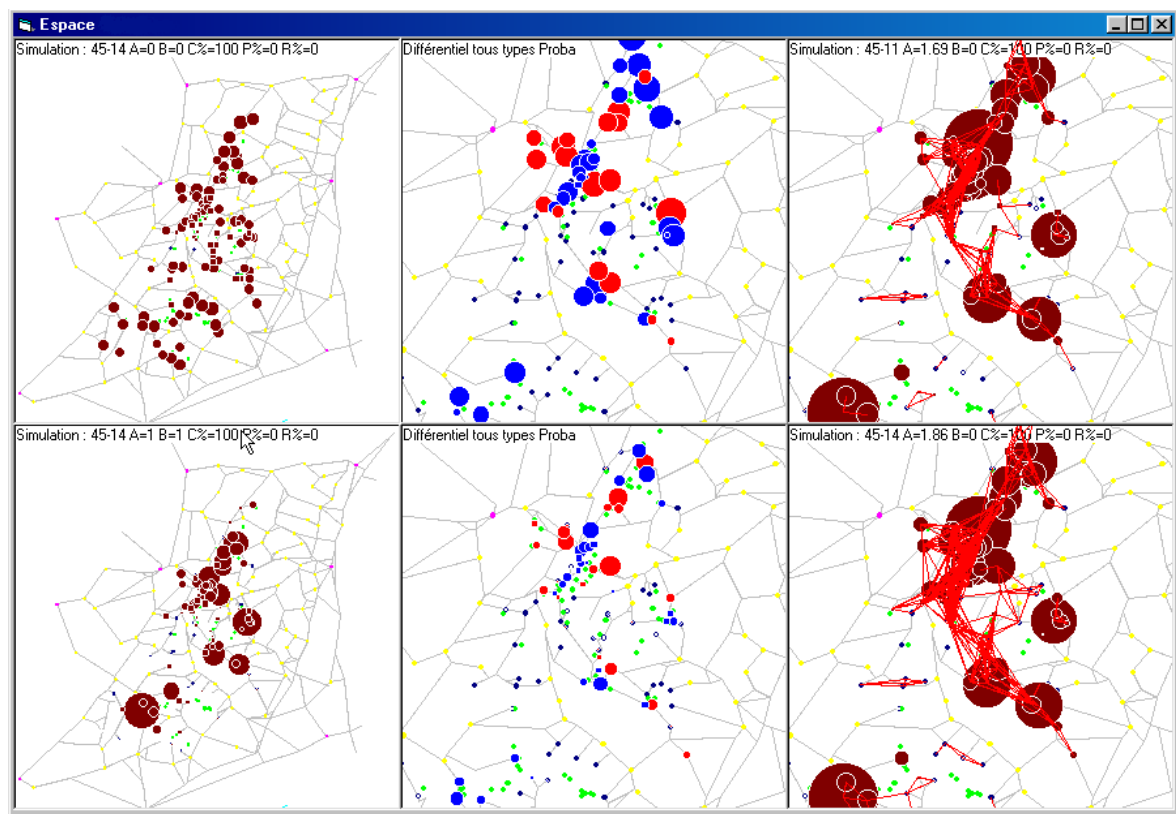 Espace
Simulation : 45-14 A=0 B=0 C%=100 P%=0 R%=0
Différentiel tous types Proba
Simulation : 45-11 A=1.69 B=0 C%=100 P%=0 R%=0
Simulation : 45-14 A=1 B=1 C%=100 P%=0 R%=0
Différentiel tous types Proba
Simulation : 45-14 A=1.86 B=0 C%=100 P%=0 R%=0